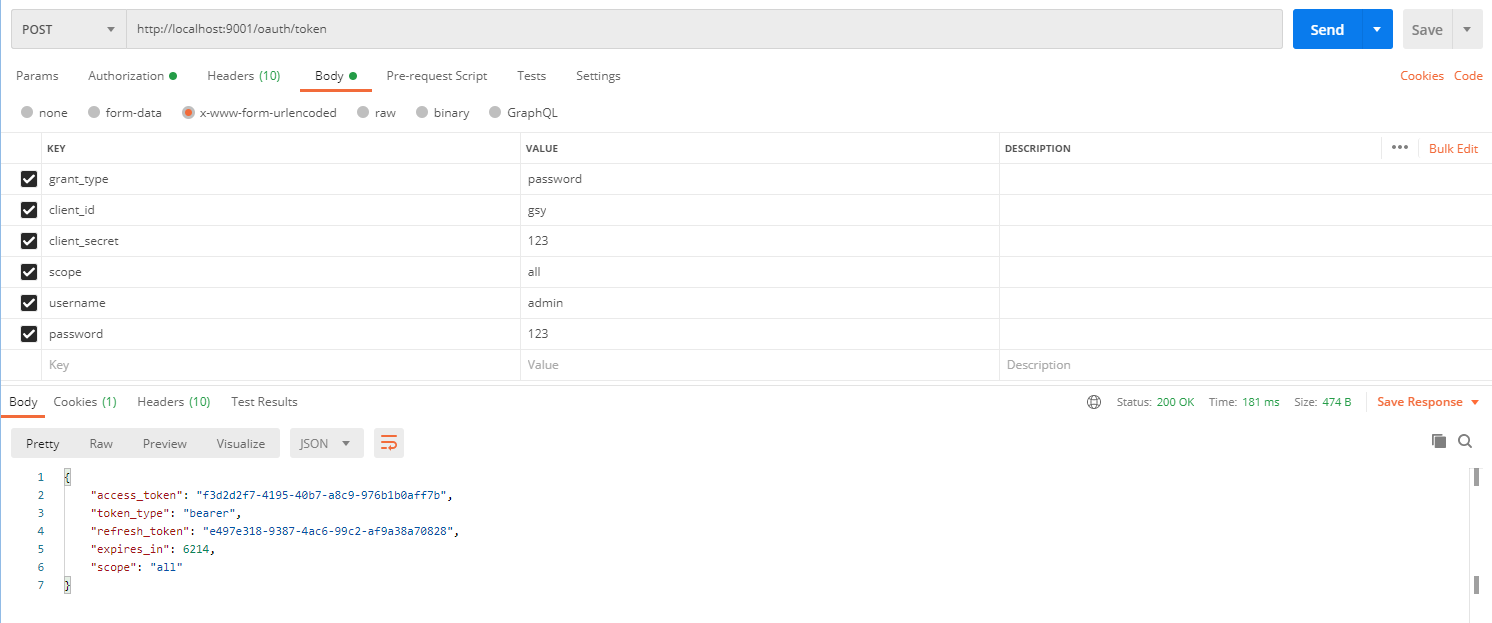 POST http://localhost:9001/oauth/token Send Save
Params Authorization Headers (10) Body Pre-request Script Tests Settings Cookies Code
none form-data x-www-form-urlencoded raw binary GraphQL
KEY VALUE DESCRIPTION ••• Bulk Edit
grant_type password
client_id gsy
client_secret 123
scope all
username admin
password 123
Key Value Description
Body Cookies (1) Headers (10) Test Results Status: 200 OK Time: 181 ms Size: 474 B Save Response
Pretty Raw Preview Visualize JSON
1 {
2 "access_token": "f3d2d2f7-4195-40b7-a8c9-976b1b0aff7b",
3 "token_type": "bearer",
4 "refresh_token": "e497e318-9387-4ac6-99c2-af9a38a70828",
5 "expires_in": 6214,
6 "scope": "all"
7 }